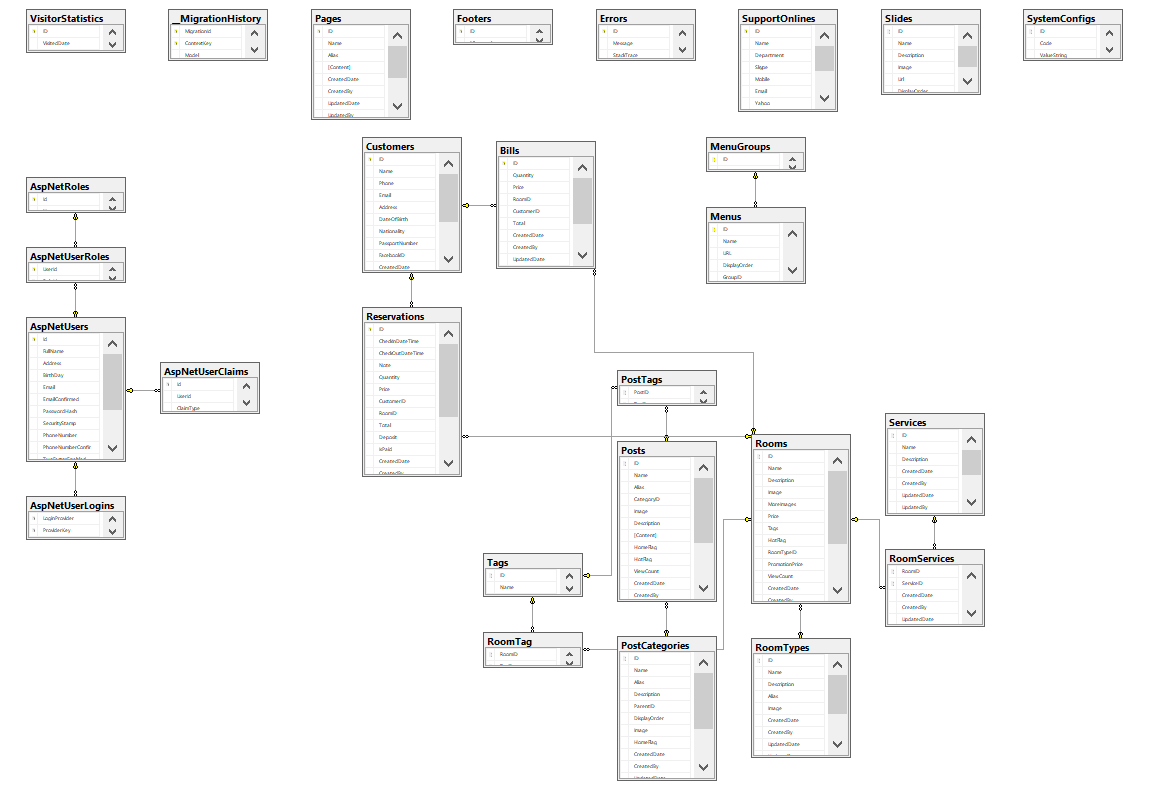 VisitorStatistics
ID
VisitedDate
__MigrationHistory
MigrationId
ContextKey
Model
Pages
ID
Name
Alias
[Content]
CreatedDate
CreatedBy
UpdatedDate
UpdatedBy
Footers
ID
Errors
ID
Message
StackTrace
SupportOnlines
ID
Name
Department
Skype
Mobile
Email
Yahoo
Slides
ID
Name
Description
Image
Url
DisplayOrder
SystemConfigs
ID
Code
ValueString
Customers
ID
Name
Phone
Email
Address
DateOfBirth
Nationality
PassportNumber
FacebookID
CreatedDate
Bills
ID
Quantity
Price
RoomID
CustomerID
Total
CreatedDate
CreatedBy
UpdatedDate
MenuGroups
ID
Menus
ID
Name
URL
DisplayOrder
GroupID
AspNetRoles
Id
AspNetUserRoles
UserId
AspNetUsers
Id
FullName
Address
BirthDay
Email
EmailConfirmed
PasswordHash
SecurityStamp
PhoneNumber
PhoneNumberConfir
AspNetUserClaims
Id
UserId
ClaimType
AspNetUserLogins
LoginProvider
ProviderKey
Reservations
ID
CheckInDateTime
CheckOutDateTime
Note
Quantity
Price
CustomerID
RoomID
Total
Deposit
isPaid
CreatedDate
CreatedBy
PostTags
PostID
Posts
ID
Name
Alias
CategoryID
Image
Description
[Content]
HomeFlag
HotFlag
ViewCount
CreatedDate
CreatedBy
Rooms
ID
Name
Description
Image
MoreImages
Price
Tags
HotFlag
RoomTypeID
PromotionPrice
ViewCount
CreatedDate
CreatedBy
Services
ID
Name
Description
CreatedDate
CreatedBy
UpdatedDate
UpdatedBy
RoomServices
RoomID
ServiceID
CreatedDate
CreatedBy
UpdatedDate
Tags
ID
Name
RoomTag
RoomID
PostCategories
ID
Name
Alias
Description
ParentID
DisplayOrder
Image
HomeFlag
CreatedDate
CreatedBy
UpdatedDate
RoomTypes
ID
Name
Description
Alias
Image
CreatedDate
CreatedBy
UpdatedDate